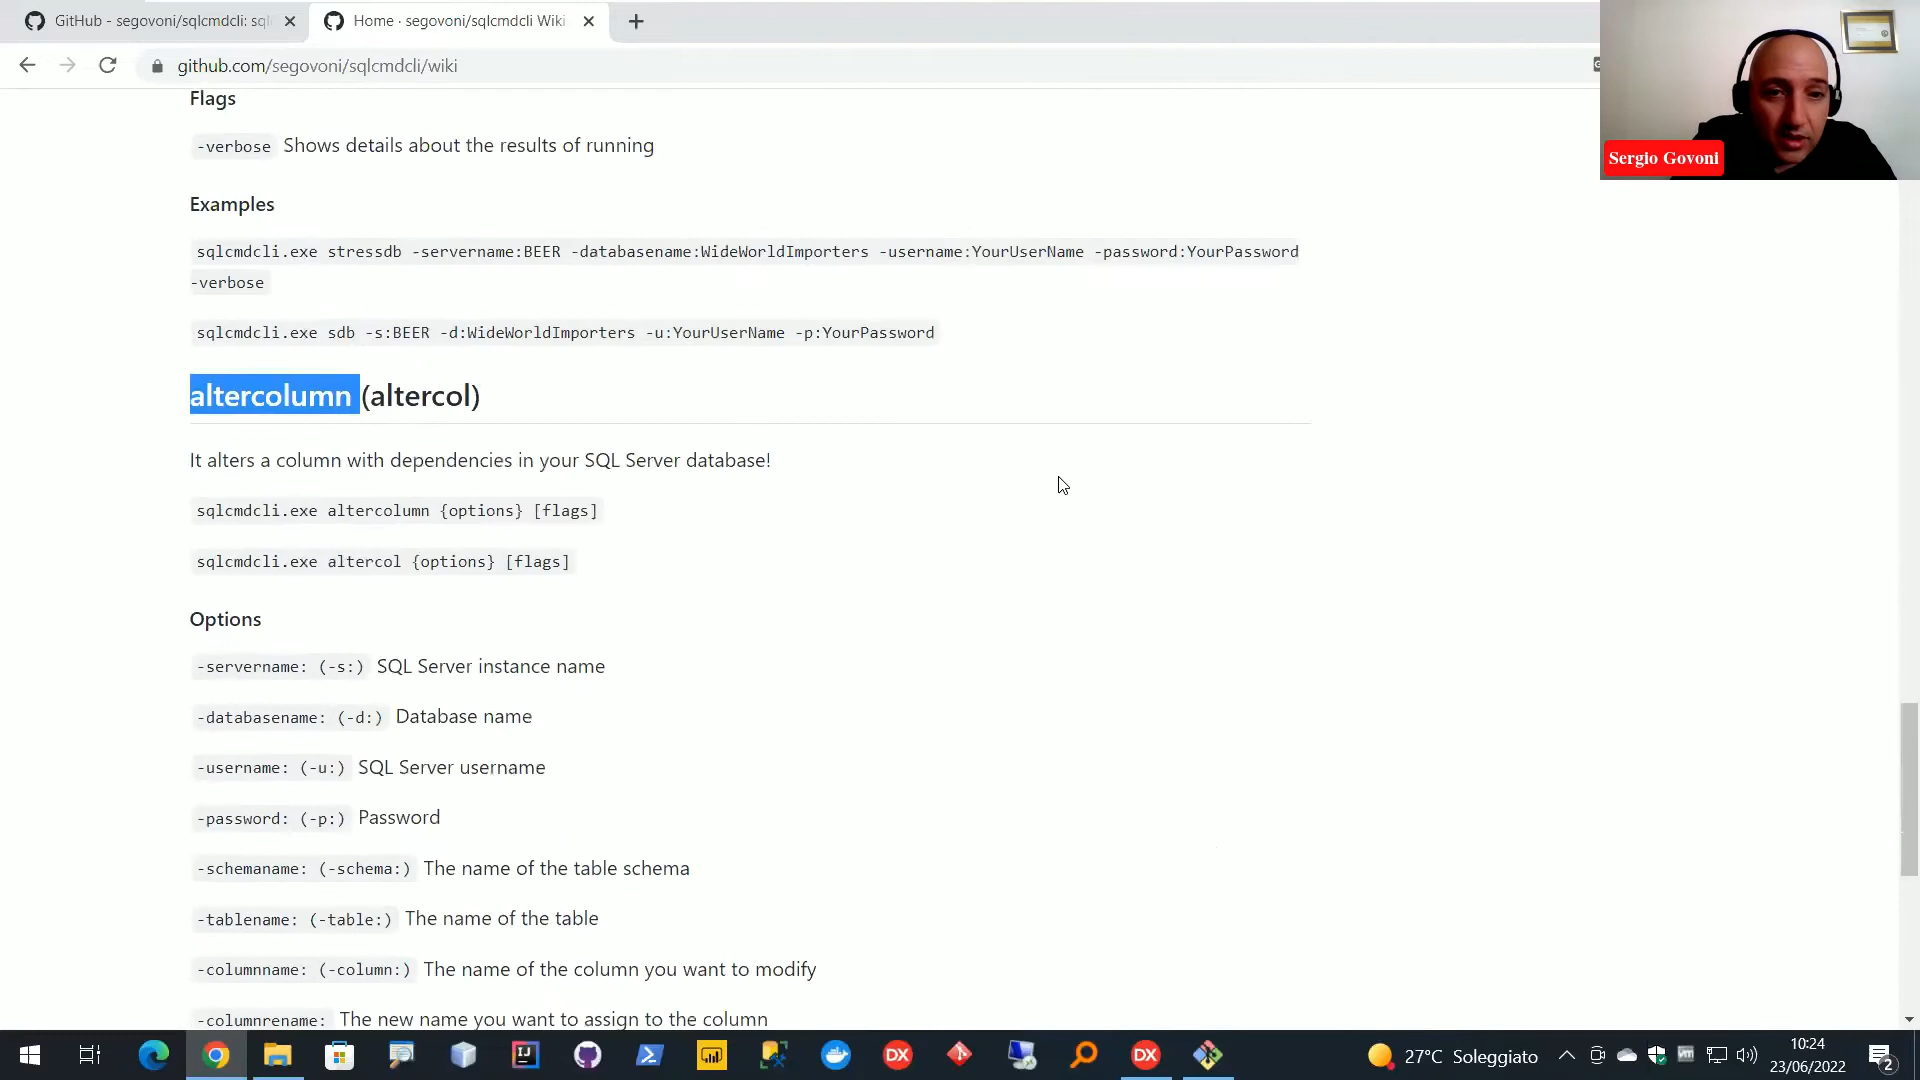 GitHub - segovoni/sqlcmdcli: sql
Home · segovoni/sqlcmdcli Wiki
github.com/segovoni/sqlcmdcli/wiki
Flags
-verbose Shows details about the results of running
Examples
sqlcmdcli.exe stressdb -servername:BEER -databasename:WideWorldImporters -username:YourUserName -password:YourPassword
-verbose
sqlcmdcli.exe sdb -s:BEER -d:WideWorldImporters -u:YourUserName -p:YourPassword
altercolumn (altercol)
It alters a column with dependencies in your SQL Server database!
sqlcmdcli.exe altercolumn {options} [flags]
sqlcmdcli.exe altercol {options} [flags]
Options
-servername: (-s:) SQL Server instance name
-databasename: (-d:) Database name
-username: (-u:) SQL Server username
-password: (-p:) Password
-schemaname: (-schema:) The name of the table schema
-tablename: (-table:) The name of the table
-columnname: (-column:) The name of the column you want to modify
-columnrename: The new name you want to assign to the column
Sergio Govoni
IJ
DX
DX
27°C Soleggiato
vm
10:24
23/06/2022
2